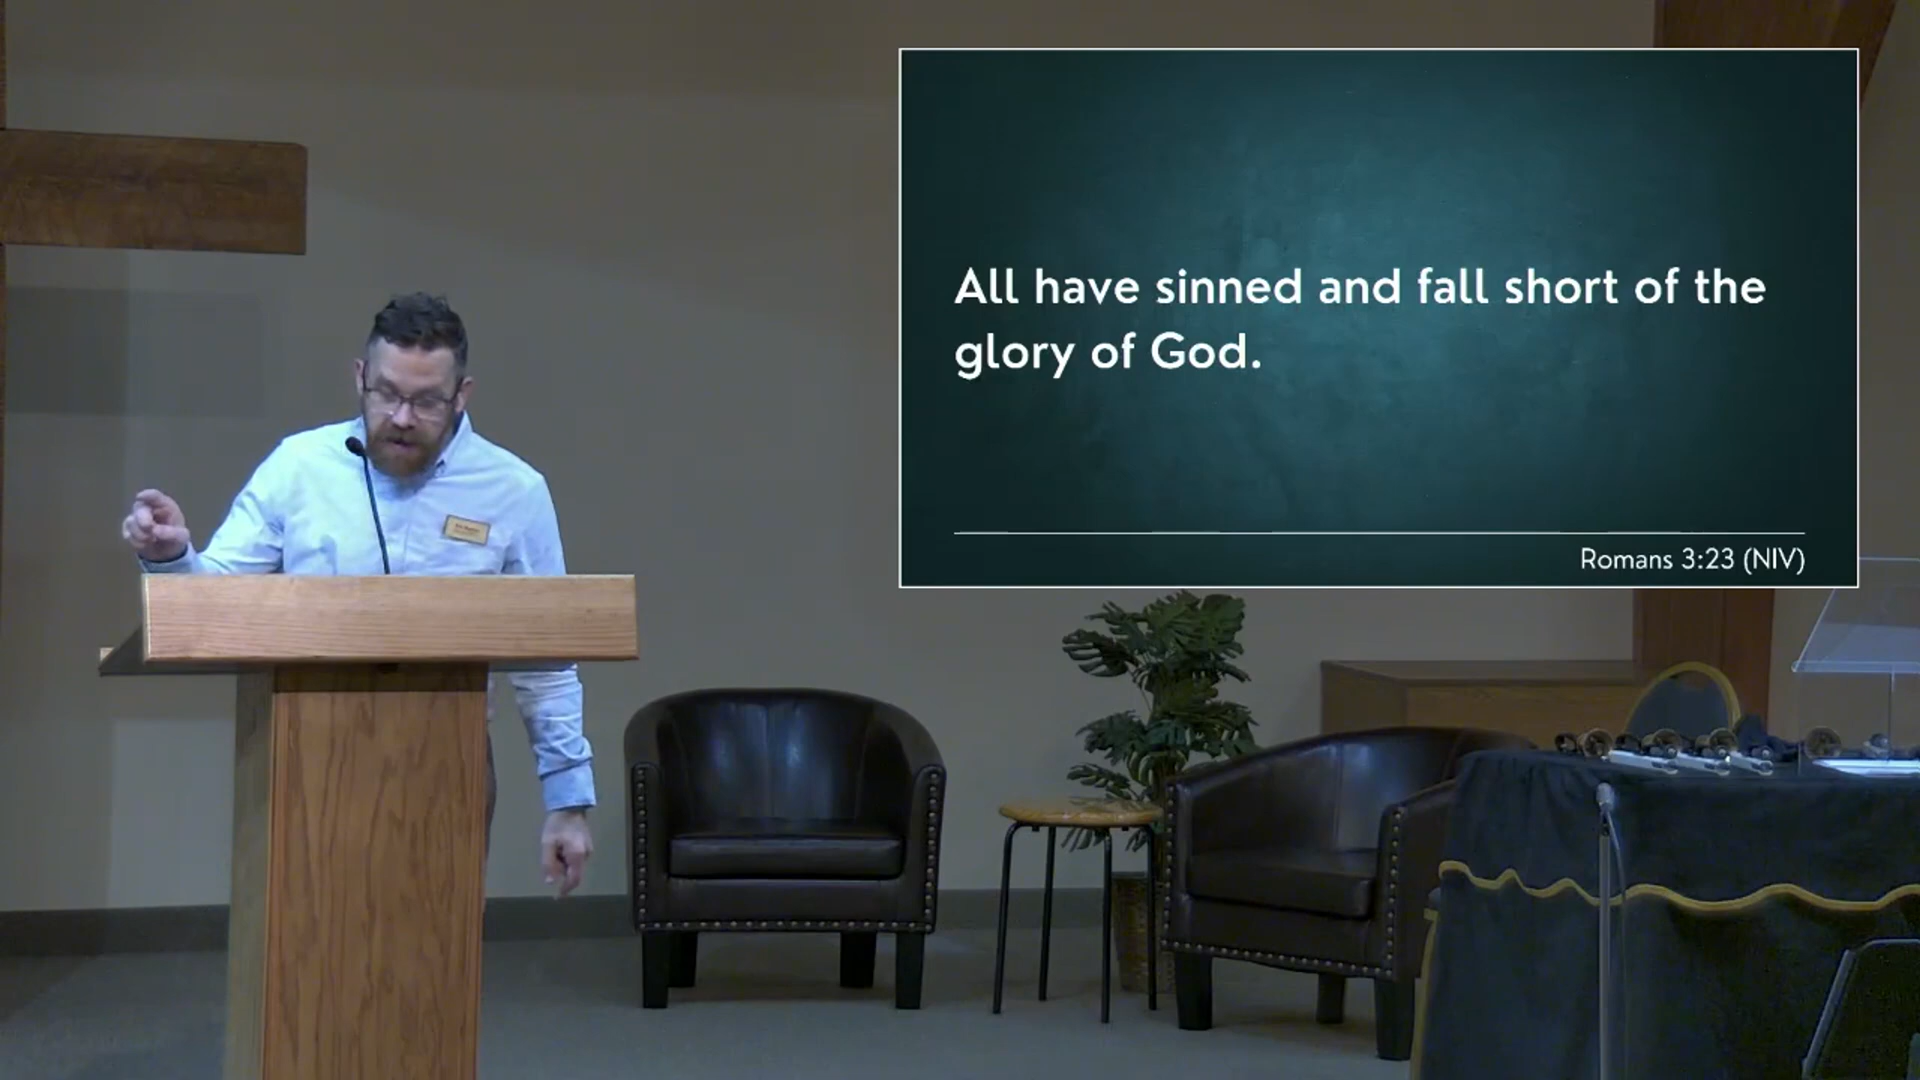 All have sinned and fall short of the
glory of God.
Romans 3:23 (NIV)